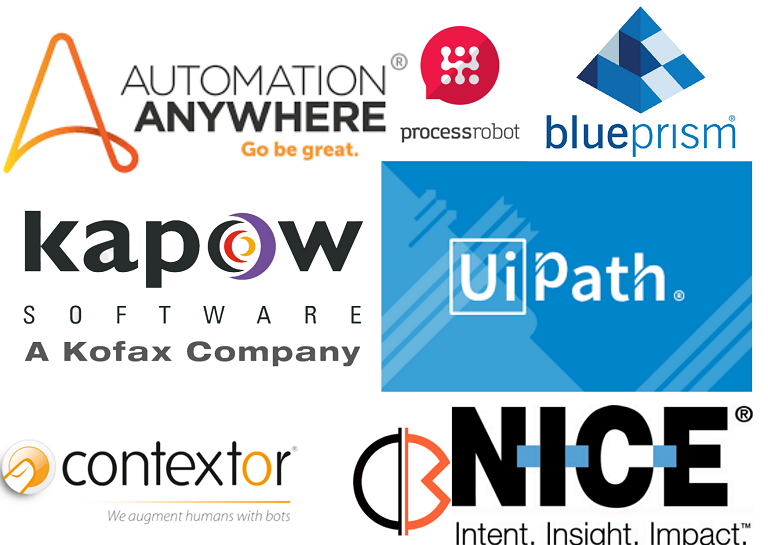 AUTOMATION®
ANYWHERE
Go be great.
processrobot
blueprism®
kapow
SOFTWARE
A Kofax Company
UiPath®
contextor®
We augment humans with bots
NICE®
Intent. Insight. Impact.™